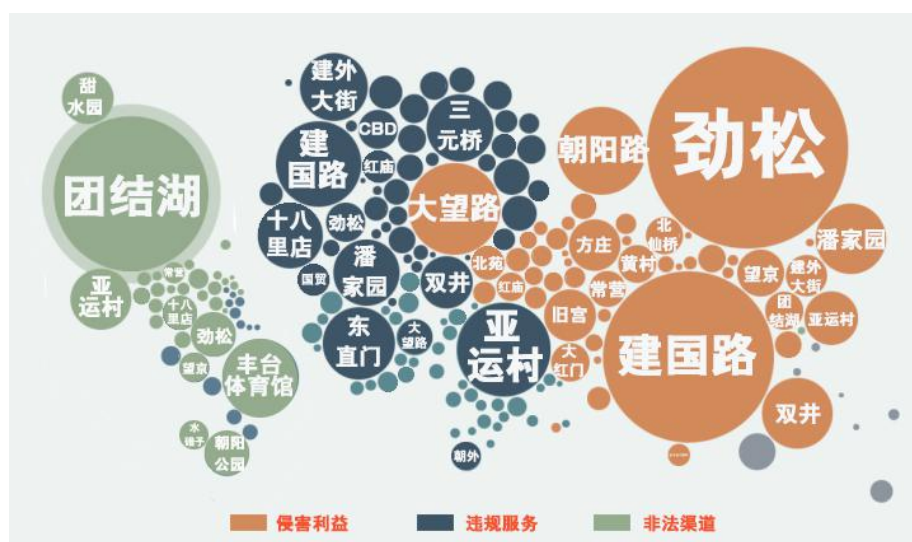 甜
水园
团结湖
亚
运村
常营
十八
里店
劲松
望京
丰台
体育馆
水
锥子
朝阳
公园
建外
大街
CBD
三
元桥
建
国路
红庙
十八
里店
劲松
国贸
潘
家园
双井
东
直门
大
望路
亚
运村
朝外
大望路
朝阳路
劲松
北
仙桥
潘家园
方庄
黄村
北苑
红庙
常营
望京
建外
大街
旧宫
团
结湖
亚运村
大
红门
建国路
双井
侵害利益
违规服务
非法渠道